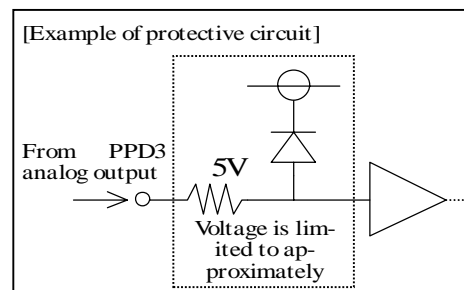 [Example of protective circuit]
From PPD3
analog output
5V
Voltage is lim-
ited to ap-
proximately